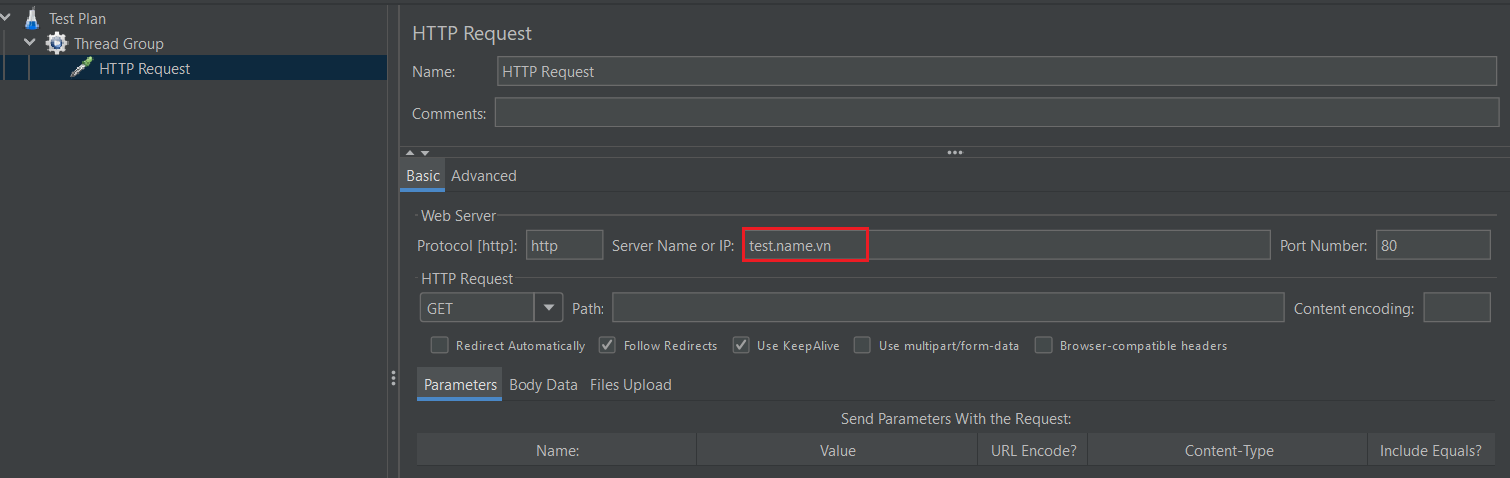 Test Plan
Thread Group
HTTP Request
HTTP Request
Name: HTTP Request
Comments:
Basic Advanced
Web Server
Protocol [http]: http Server Name or IP: test.name.vn Port Number: 80
HTTP Request
GET Path: Content encoding:
Redirect Automatically Follow Redirects Use KeepAlive Use multipart/form-data Browser-compatible headers
Parameters Body Data Files Upload
Send Parameters With the Request:
Name: Value URL Encode? Content-Type Include Equals?